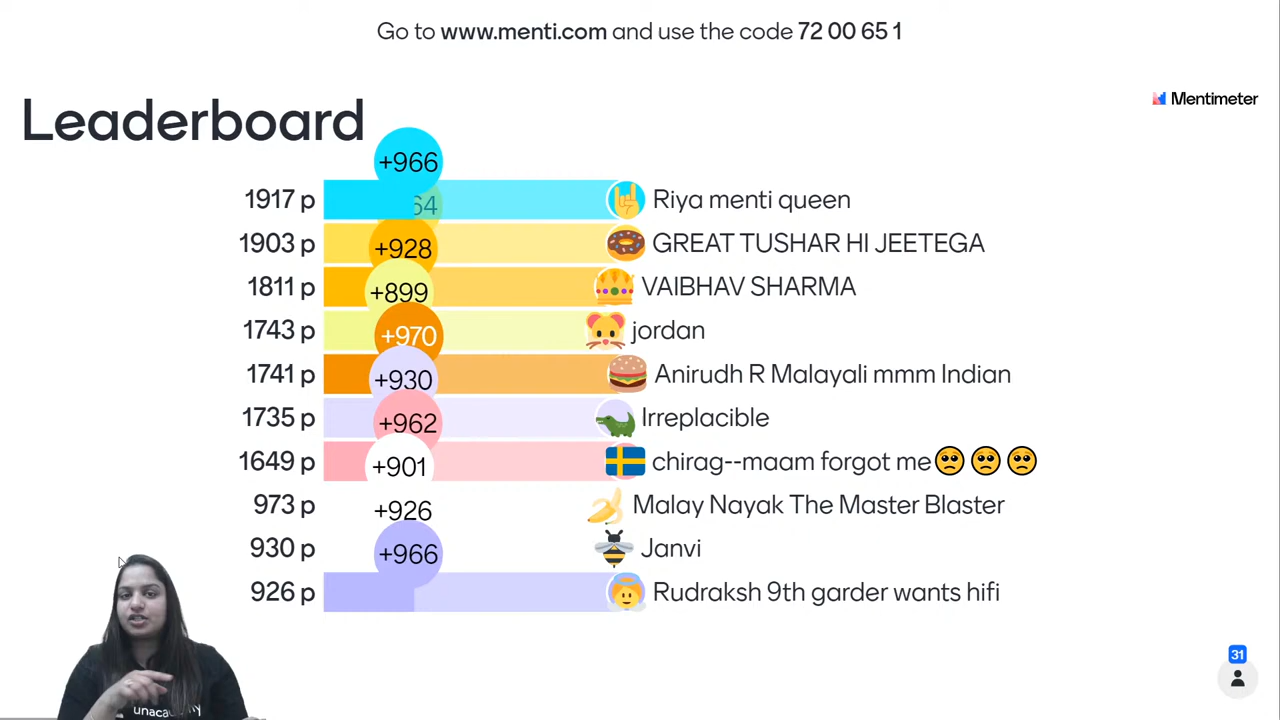 Go to www.menti.com and use the code 72 00 65 1
Mentimeter
Leaderboard
+966
1917 p 64 Riya menti queen
1903 p +928 GREAT TUSHAR HI JEETEGA
1811 p +899 VAIBHAV SHARMA
1743 p +970 jordan
1741 p +930 Anirudh R Malayali mmm Indian
1735 p +962 Irreplacible
1649 p +901 chirag--maam forgot me🥺🥺🥺
973 p +926 Malay Nayak The Master Blaster
930 p +966 Janvi
926 p Rudraksh 9th garder wants hifi
31